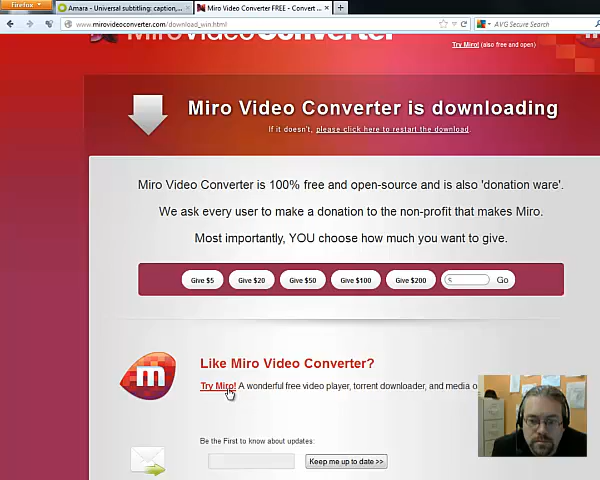 Firefox
Amara - Universal subtitling: caption,...
Miro Video Converter FREE - Convert ...
www.mirovideoconverter.com/download_win.html
AVG Secure Search
Miro Video Converter
Try Miro! (also free and open)
Miro Video Converter is downloading
If it doesn't, please click here to restart the download.
Miro Video Converter is 100% free and open-source and is also 'donation ware'.
We ask every user to make a donation to the non-profit that makes Miro.
Most importantly, YOU choose how much you want to give.
Give $5 Give $20 Give $50 Give $100 Give $200 $ Go
Like Miro Video Converter?
Try Miro! A wonderful free video player, torrent downloader, and media o
Be the First to know about updates:
Keep me up to date >>